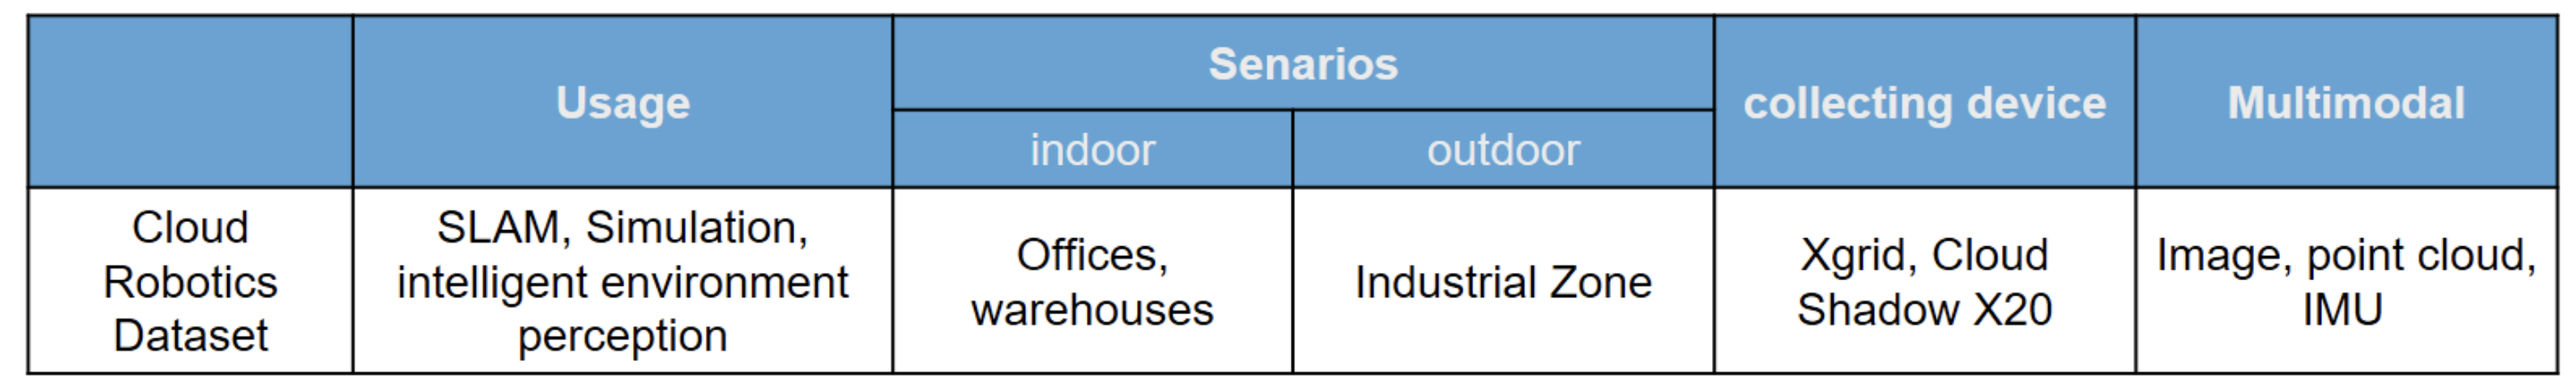 Usage
Senarios
collecting device
Multimodal
indoor
outdoor
Cloud
Robotics
Dataset
SLAM, Simulation,
intelligent environment
perception
Offices,
warehouses
Industrial Zone
Xgrid, Cloud
Shadow X20
Image, point cloud,
IMU